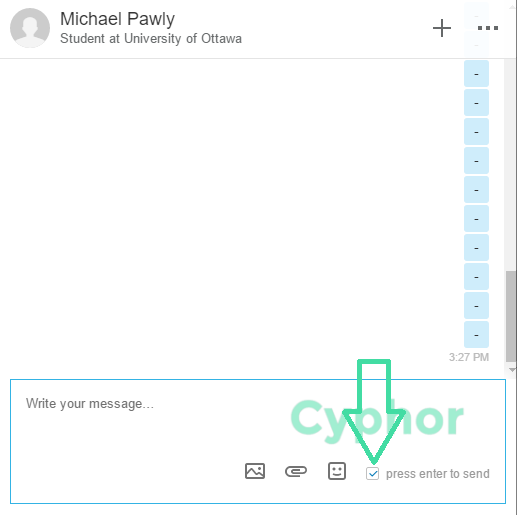 Michael Pawly
Student at University of Ottawa
-
-
-
-
-
-
-
-
-
-
3:27 PM
Write your message...
Cyphor
press enter to send